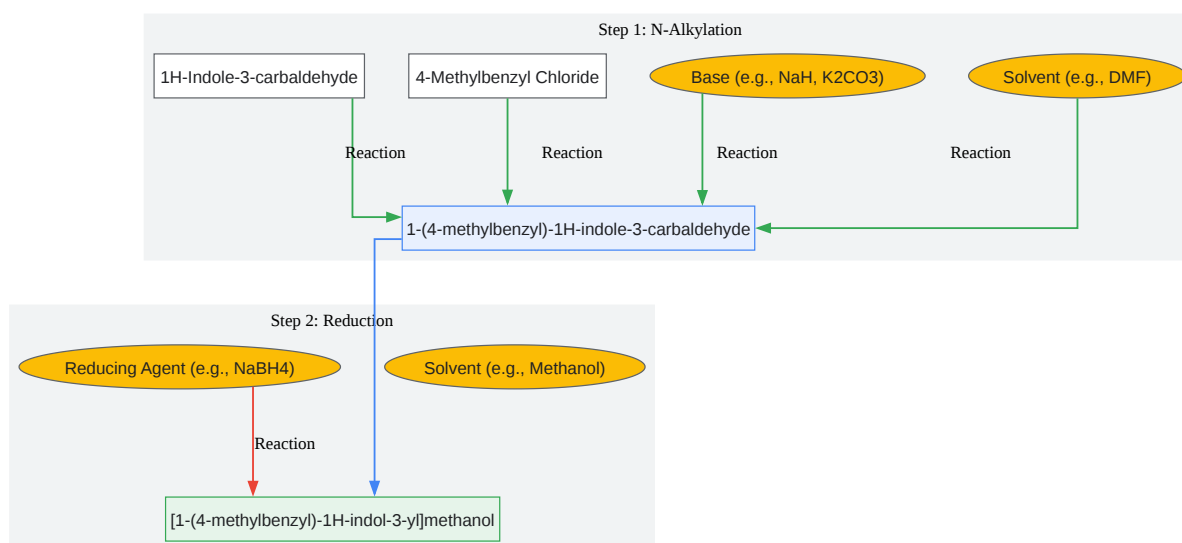 Step 1: N-Alkylation
1H-Indole-3-carbaldehyde
4-Methylbenzyl Chloride
Base (e.g., NaH, K2CO3)
Solvent (e.g., DMF)
Reaction
Reaction
Reaction
Reaction
1-(4-methylbenzyl)-1H-indole-3-carbaldehyde
Step 2: Reduction
Reducing Agent (e.g., NaBH4)
Solvent (e.g., Methanol)
Reaction
[1-(4-methylbenzyl)-1H-indol-3-yl]methanol